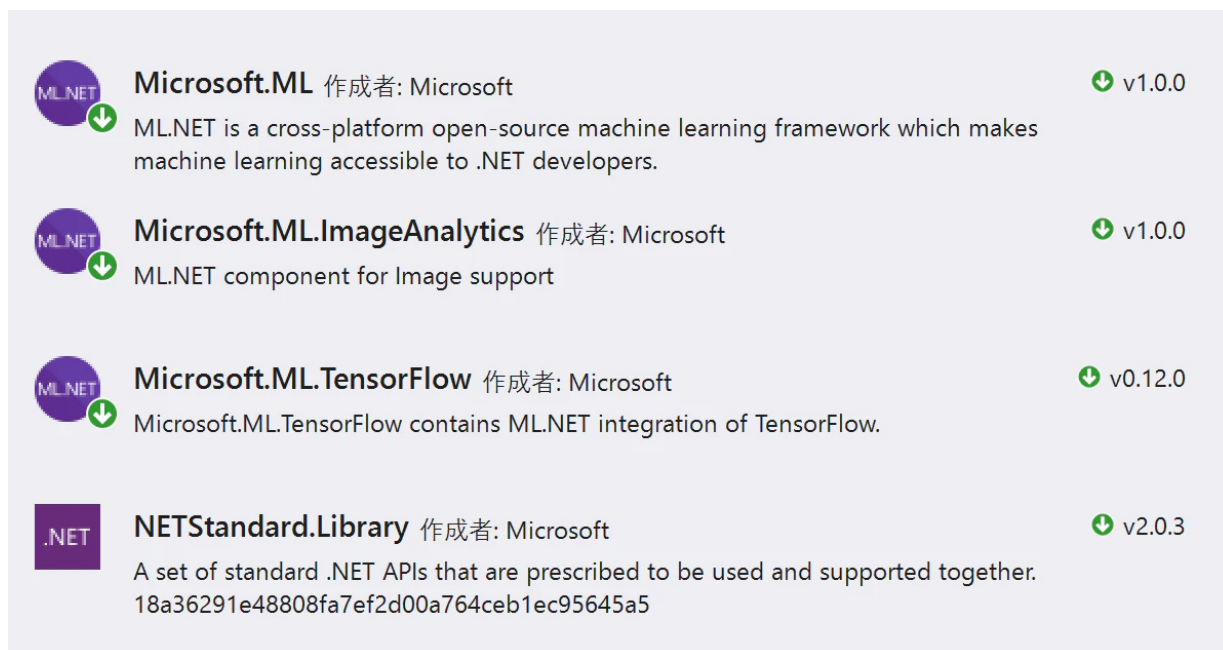 ML.NET
Microsoft.ML 作成者: Microsoft v1.0.0
ML.NET is a cross-platform open-source machine learning framework which makes
machine learning accessible to .NET developers.
ML.NET
Microsoft.ML.ImageAnalytics 作成者: Microsoft v1.0.0
ML.NET component for Image support
ML.NET
Microsoft.ML.TensorFlow 作成者: Microsoft v0.12.0
Microsoft.ML.TensorFlow contains ML.NET integration of TensorFlow.
.NET
NETStandard.Library 作成者: Microsoft v2.0.3
A set of standard .NET APIs that are prescribed to be used and supported together.
18a36291e48808fa7ef2d00a764ceb1ec95645a5